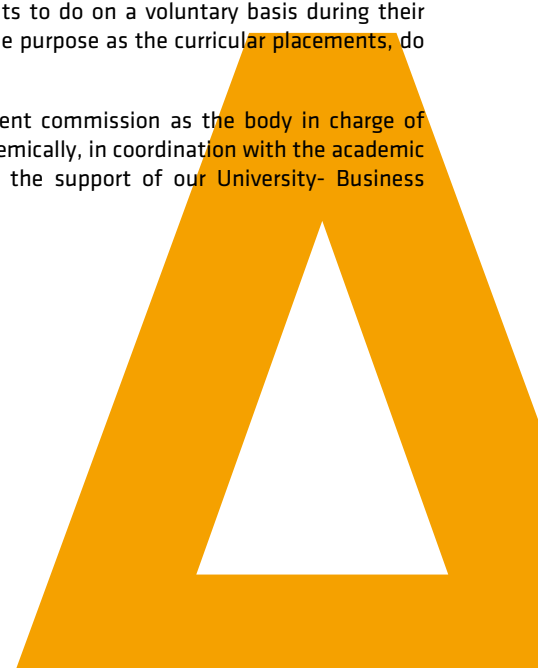 ts to do on a voluntary basis during their
e purpose as the curricular placements, do
ent commission as the body in charge of
emically, in coordination with the academic
the support of our University- Business